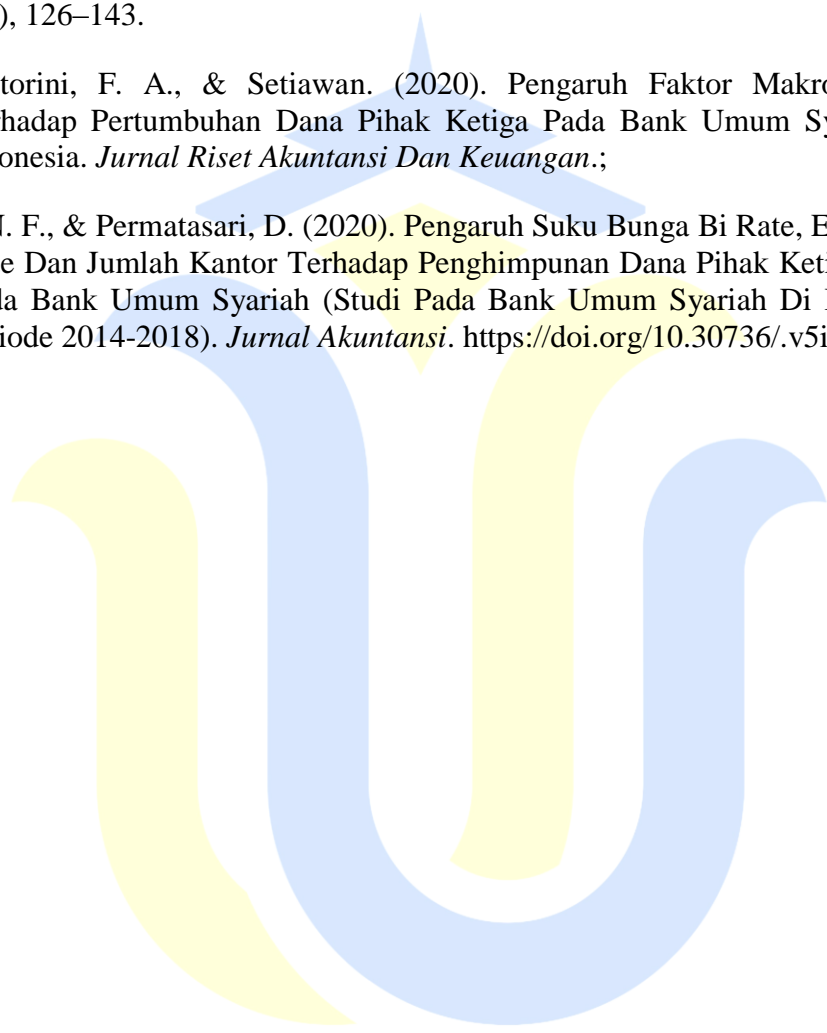 ), 126–143.
torini, F. A., & Setiawan. (2020). Pengaruh Faktor Makro
rhadap Pertumbuhan Dana Pihak Ketiga Pada Bank Umum Sy
onesia. Jurnal Riset Akuntansi Dan Keuangan.;
N. F., & Permatasari, D. (2020). Pengaruh Suku Bunga Bi Rate, E
e Dan Jumlah Kantor Terhadap Penghimpunan Dana Pihak Keti
da Bank Umum Syariah (Studi Pada Bank Umum Syariah Di I
iode 2014-2018). Jurnal Akuntansi. https://doi.org/10.30736/.v5i